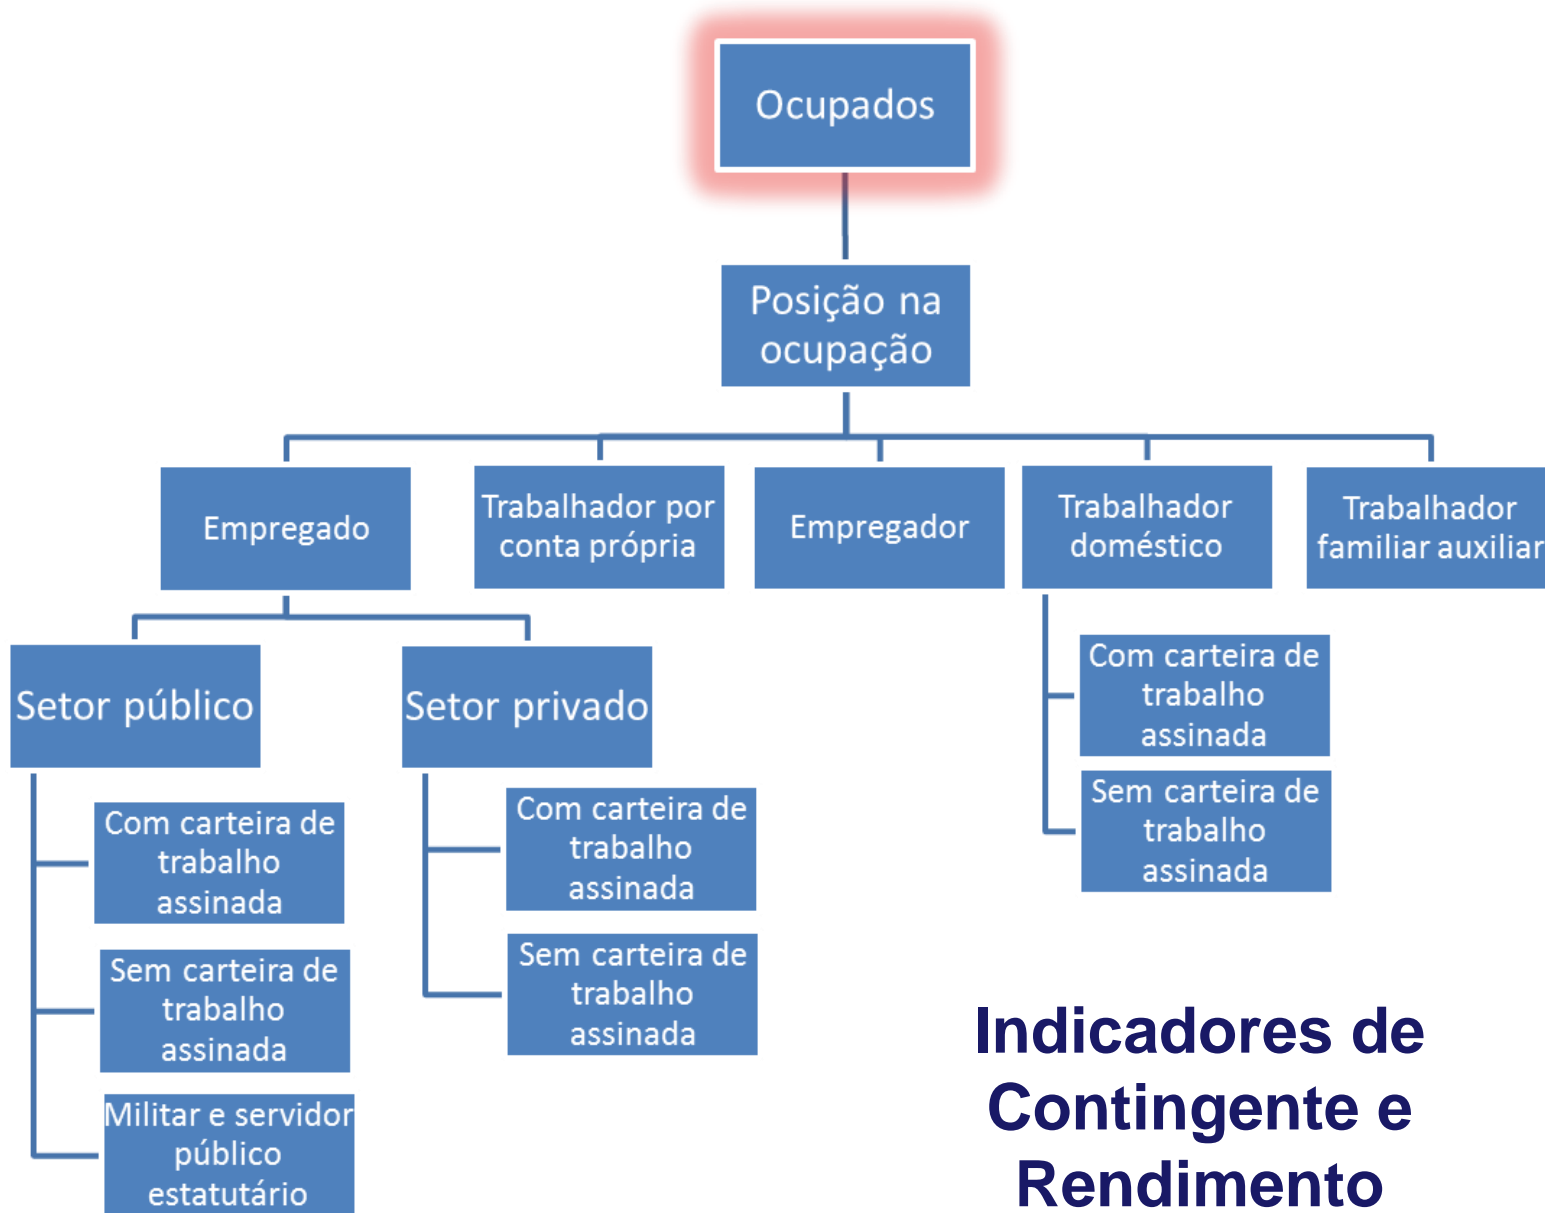 Ocupados
Posição na
ocupação
Empregado
Trabalhador por
conta própria
Empregador
Trabalhador
doméstico
Trabalhador
familiar auxiliar
Setor público
Com carteira de
trabalho
assinada
Sem carteira de
trabalho
assinada
Militar e servidor
público
estatutário
Setor privado
Com carteira de
trabalho
assinada
Sem carteira de
trabalho
assinada
Com carteira de
trabalho
assinada
Sem carteira de
trabalho
assinada
Indicadores de
Contingente e
Rendimento